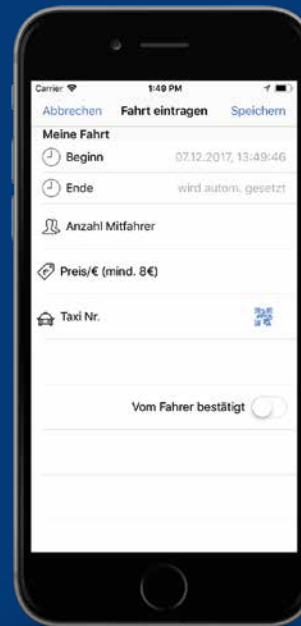 Carrier 1:49 PM
Abbrechen Fahrt eintragen Speichern
Meine Fahrt
Beginn 07.12.2017, 13:49:46
Ende wird autom. gesetzt
Anzahl Mitfahrer
Preis/€ (mind. 8€)
Taxi Nr.
Vom Fahrer bestätigt